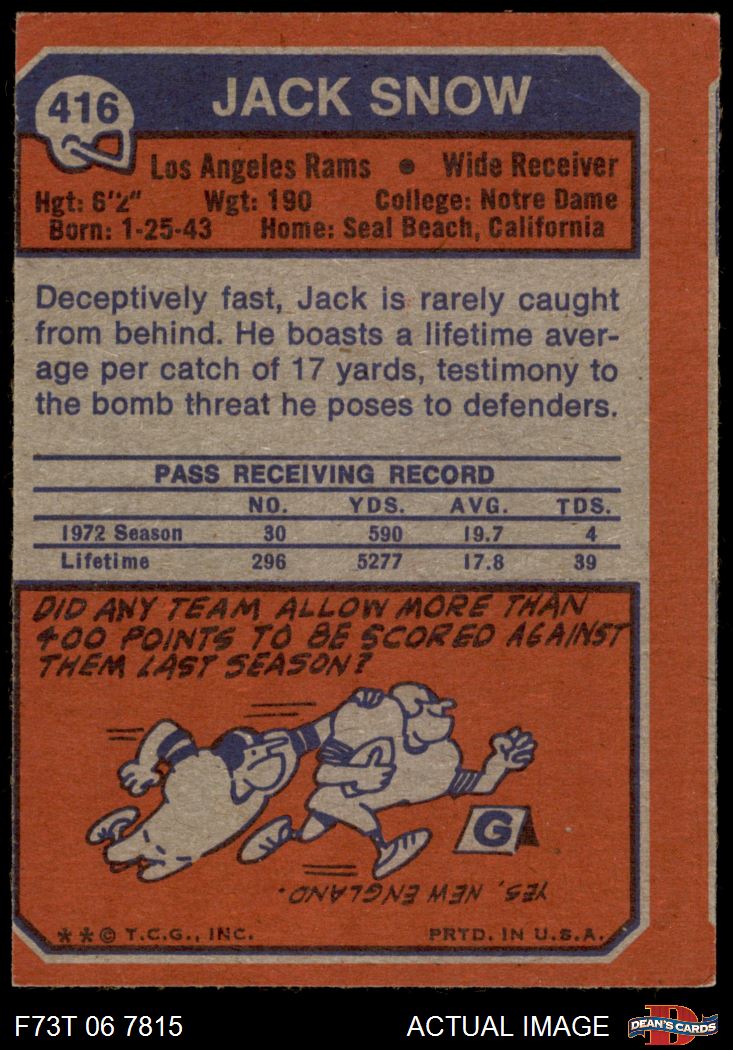 416
JACK SNOW
Los Angeles Rams • Wide Receiver
Hgt: 6'2" Wgt: 190 College: Notre Dame
Born: 1-25-43 Home: Seal Beach, California
Deceptively fast, Jack is rarely caught
from behind. He boasts a lifetime aver-
age per catch of 17 yards, testimony to
the bomb threat he poses to defenders.
PASS RECEIVING RECORD
NO. YDS. AVG. TDS.
1972 Season 30 590 19.7 4
Lifetime 296 5277 17.8 39
DID ANY TEAM ALLOW MORE THAN
400 POINTS TO BE SCORED AGAINST
THEM LAST SEASON?
G
YES, NEW ENGLAND.
**© T.C.G., INC. PRTD. IN U.S.A.
F73T 06 7815 ACTUAL IMAGE DEAN'S CARDS